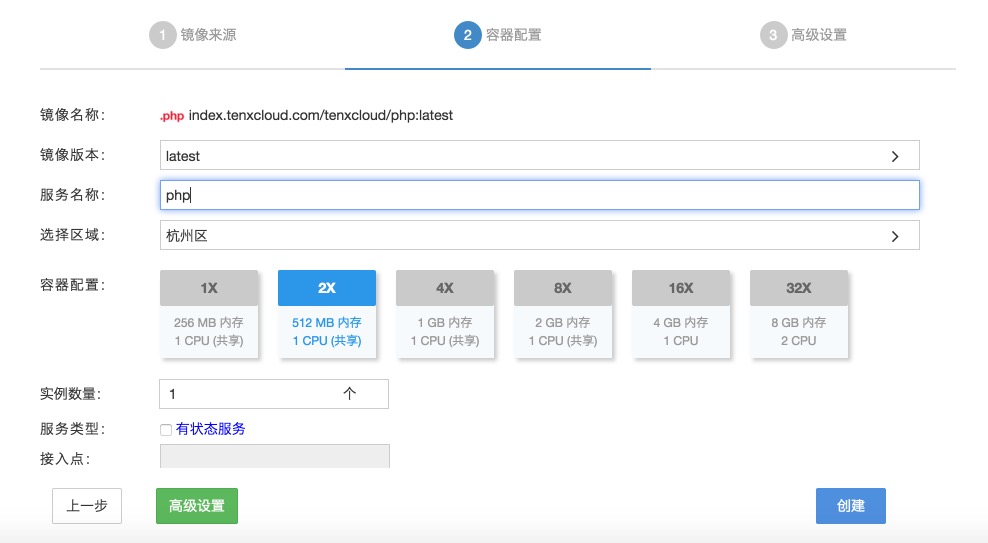 1 镜像来源 2 容器配置 3 高级设置
镜像名称： .php index.tenxcloud.com/tenxcloud/php:latest
镜像版本： latest
服务名称： php
选择区域： 杭州区
容器配置： 1X 2X 4X 8X 16X 32X
256 MB 内存 512 MB 内存 1 GB 内存 2 GB 内存 4 GB 内存 8 GB 内存
1 CPU (共享) 1 CPU (共享) 1 CPU (共享) 1 CPU (共享) 1 CPU 2 CPU
实例数量： 1 个
服务类型： 有状态服务
接入点：
上一步 高级设置 创建